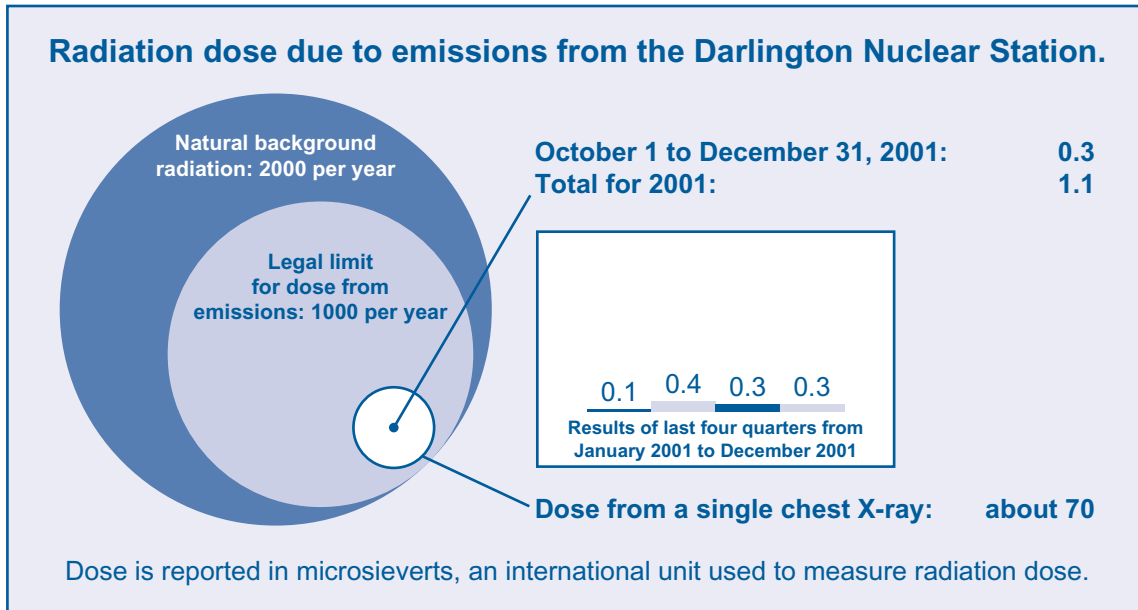 Radiation dose due to emissions from the Darlington Nuclear Station.
Natural background
radiation: 2000 per year
Legal limit
for dose from
emissions: 1000 per year
October 1 to December 31, 2001: 0.3
Total for 2001: 1.1
0.1 0.4 0.3 0.3
Results of last four quarters from
January 2001 to December 2001
Dose from a single chest X-ray: about 70
Dose is reported in microsieverts, an international unit used to measure radiation dose.